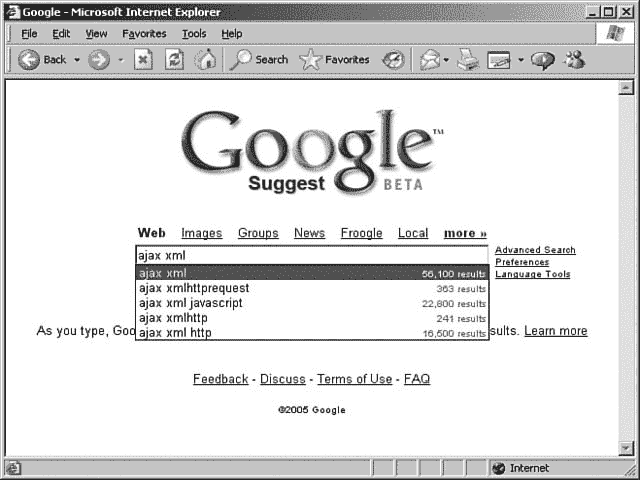 Google - Microsoft Internet Explorer
File Edit View Favorites Tools Help
Back Search Favorites
Google™
Suggest BETA
Web Images Groups News Froogle Local more »
ajax xml
Advanced Search
Preferences
Language Tools
ajax xml 56,100 results
ajax xmlhttprequest 363 results
ajax xml javascript 22,800 results
ajax xmlhttp 241 results
ajax xml http 16,500 results
As you type, Goo sults. Learn more
Feedback - Discuss - Terms of Use - FAQ
©2005 Google
Internet